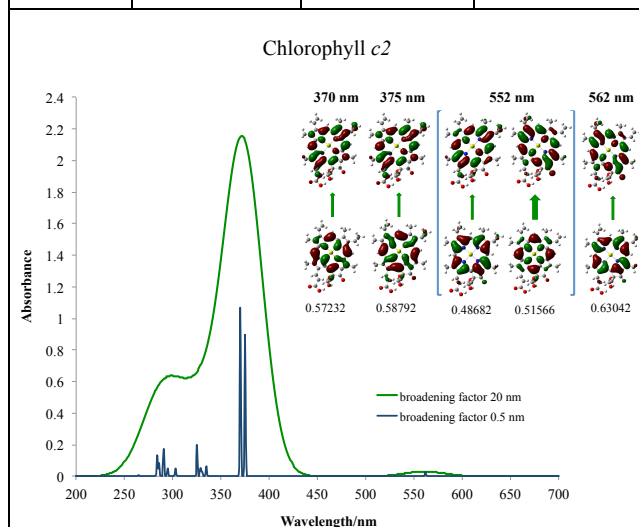 Chlorophyll c2
370 nm 375 nm 552 nm 562 nm
0.57232 0.58792 0.48682 0.51566 0.63042
2.4
2.2
2
1.8
1.6
1.4
1.2
1
0.8
0.6
0.4
0.2
0
Absorbance
broadening factor 20 nm
broadening factor 0.5 nm
200 250 300 350 400 450 500 550 600 650 700
Wavelength/nm